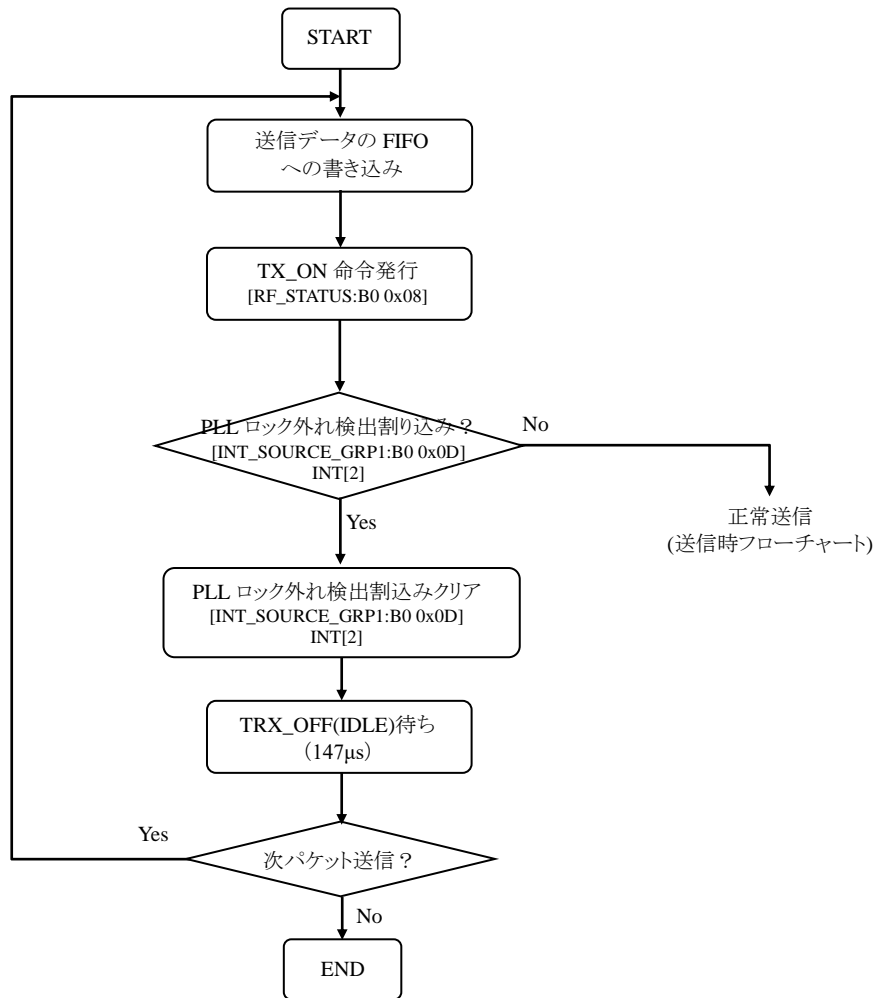 START
送信データの FIFO
への書き込み
TX_ON 命令発行
[RF_STATUS:B0 0x08]
PLL ロック外れ検出割り込み？
[INT_SOURCE_GRP1:B0 0x0D]
INT[2]
No
正常送信
(送信時フローチャート)
Yes
PLL ロック外れ検出割込みクリア
[INT_SOURCE_GRP1:B0 0x0D]
INT[2]
TRX_OFF(IDLE)待ち
（147μs）
Yes
次パケット送信？
No
END